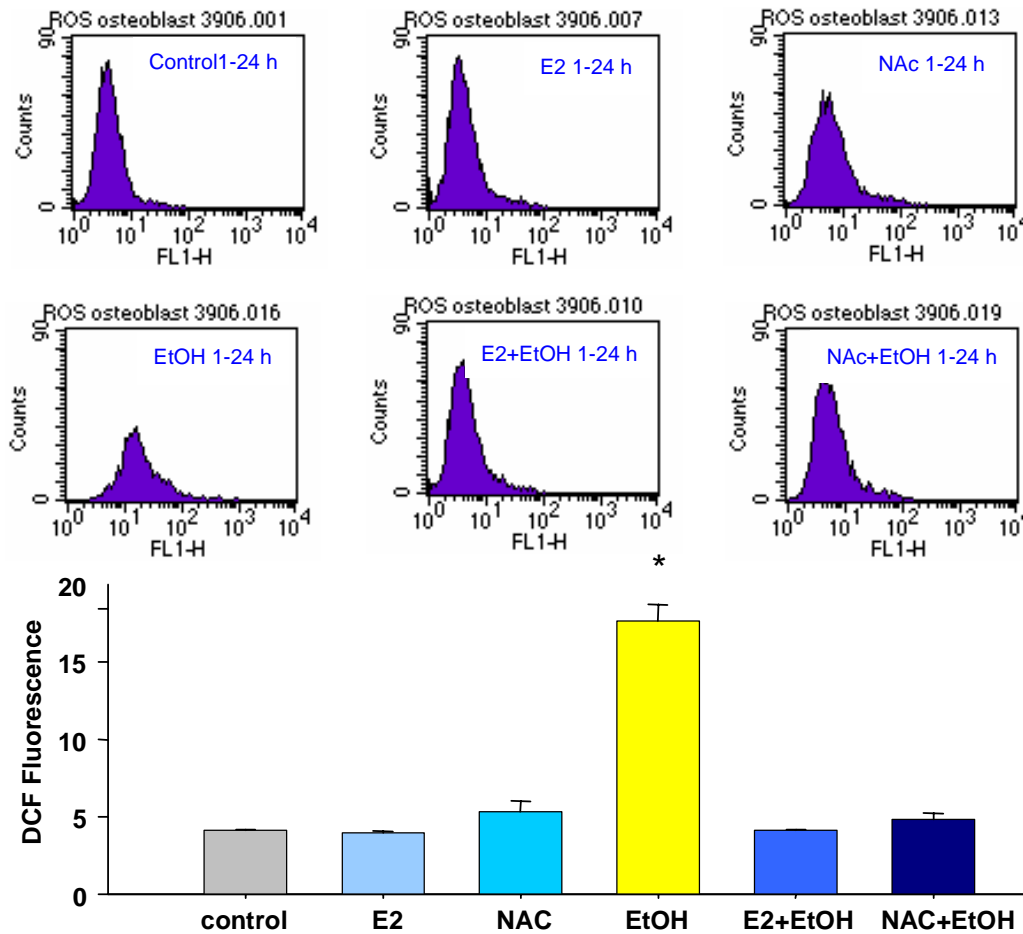 ROS osteoblast 3906.001
90
Counts
0
Control1-24 h
10^0 10^1 10^2 10^3 10^4
FL1-H
ROS osteoblast 3906.007
90
Counts
0
E2 1-24 h
10^0 10^1 10^2 10^3 10^4
FL1-H
ROS osteoblast 3906.013
90
Counts
0
NAc 1-24 h
10^0 10^1 10^2 10^3 10^4
FL1-H
ROS osteoblast 3906.016
90
Counts
0
EtOH 1-24 h
10^0 10^1 10^2 10^3 10^4
FL1-H
ROS osteoblast 3906.010
90
Counts
0
E2+EtOH 1-24 h
10^0 10^1 10^2 10^3 10^4
FL1-H
ROS osteoblast 3906.019
90
Counts
0
NAc+EtOH 1-24 h
10^0 10^1 10^2 10^3 10^4
FL1-H
DCF Fluorescence
20
15
10
5
0
*
control E2 NAC EtOH E2+EtOH NAC+EtOH